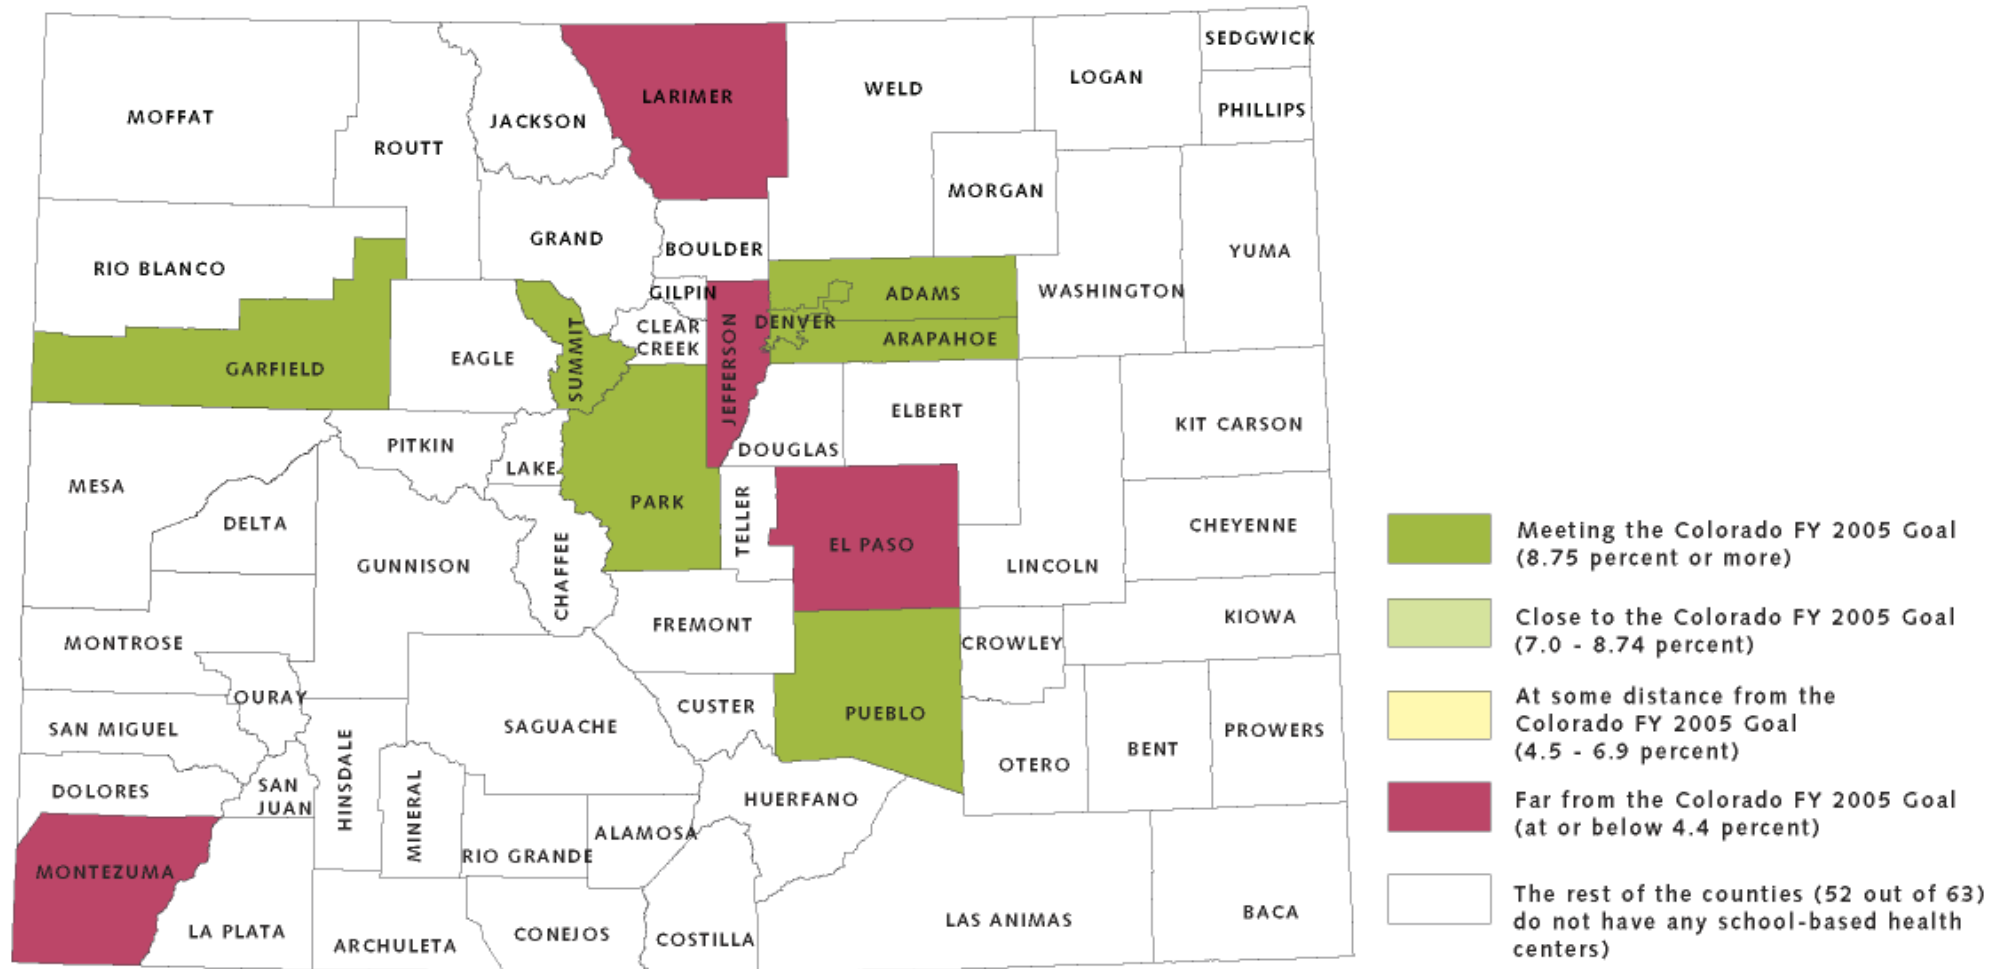 SEDGWICK
LOGAN
WELD
LARIMER
PHILLIPS
MOFFAT
JACKSON
ROUTT
MORGAN
GRAND
BOULDER
YUMA
RIO BLANCO
GILPIN
ADAMS
WASHINGTON
DENVER
CLEAR
CREEK
ARAPAHOE
EAGLE
SUMMIT
JEFFERSON
GARFIELD
ELBERT
KIT CARSON
PITKIN
DOUGLAS
LAKE
MESA
PARK
DELTA
TELLER
CHEYENNE
EL PASO
GUNNISON
CHAFFEE
LINCOLN
KIOWA
FREMONT
MONTROSE
CROWLEY
OURAY
CUSTER
PUEBLO
SAGUACHE
SAN MIGUEL
PROWERS
BENT
OTERO
HINSDALE
DOLORES
SAN
JUAN
HUERFANO
MINERAL
ALAMOSA
RIO GRANDE
MONTEZUMA
BACA
LAS ANIMAS
LA PLATA
CONEJOS
COSTILLA
ARCHULETA
Meeting the Colorado FY 2005 Goal
(8.75 percent or more)
Close to the Colorado FY 2005 Goal
(7.0 - 8.74 percent)
At some distance from the
Colorado FY 2005 Goal
(4.5 - 6.9 percent)
Far from the Colorado FY 2005 Goal
(at or below 4.4 percent)
The rest of the counties (52 out of 63)
do not have any school-based health
centers)